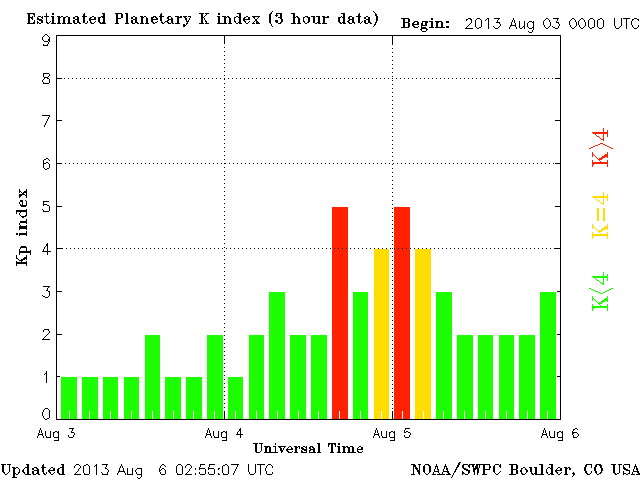 Estimated Planetary K index (3 hour data) Begin: 2013 Aug 03 0000 UTC
9
8
7
6
5
4
3
2
1
0
Kp index
K>4
K=4
K<4
Aug 3 Aug 4 Aug 5 Aug 6
Universal Time
Updated 2013 Aug 6 02:55:07 UTC NOAA/SWPC Boulder, CO USA